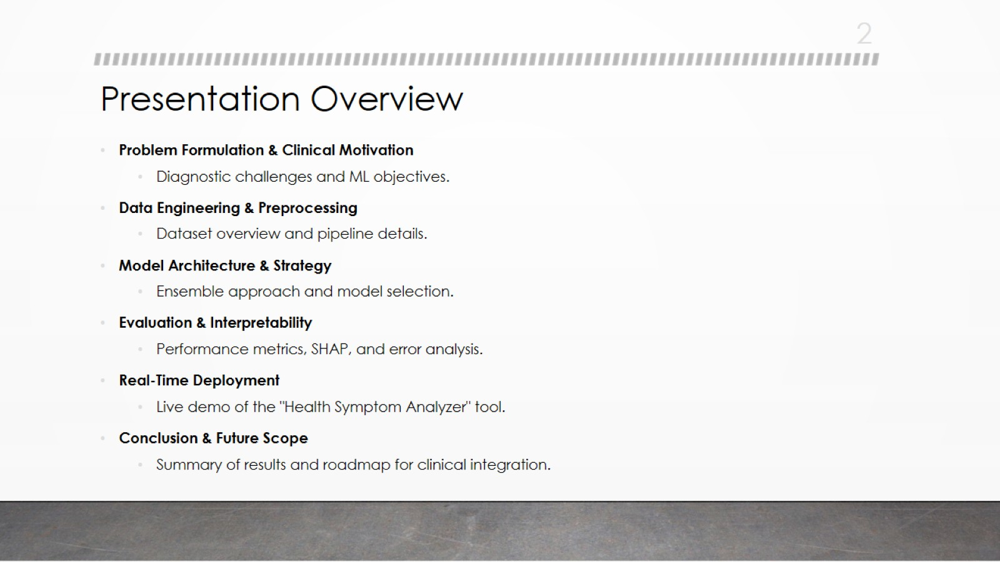 2
Presentation Overview
Problem Formulation & Clinical Motivation
Diagnostic challenges and ML objectives.
Data Engineering & Preprocessing
Dataset overview and pipeline details.
Model Architecture & Strategy
Ensemble approach and model selection.
Evaluation & Interpretability
Performance metrics, SHAP, and error analysis.
Real-Time Deployment
Live demo of the "Health Symptom Analyzer" tool.
Conclusion & Future Scope
Summary of results and roadmap for clinical integration.